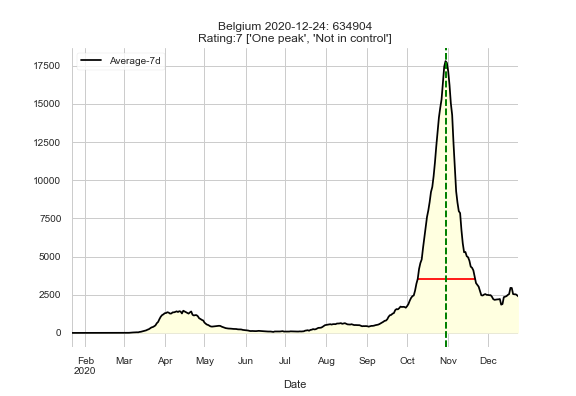 Belgium 2020-12-24: 634904
Rating:7 ['One peak', 'Not in control']
Average-7d
17500
15000
12500
10000
7500
5000
2500
0
Feb Mar Apr May Jun Jul Aug Sep Oct Nov Dec
2020
Date